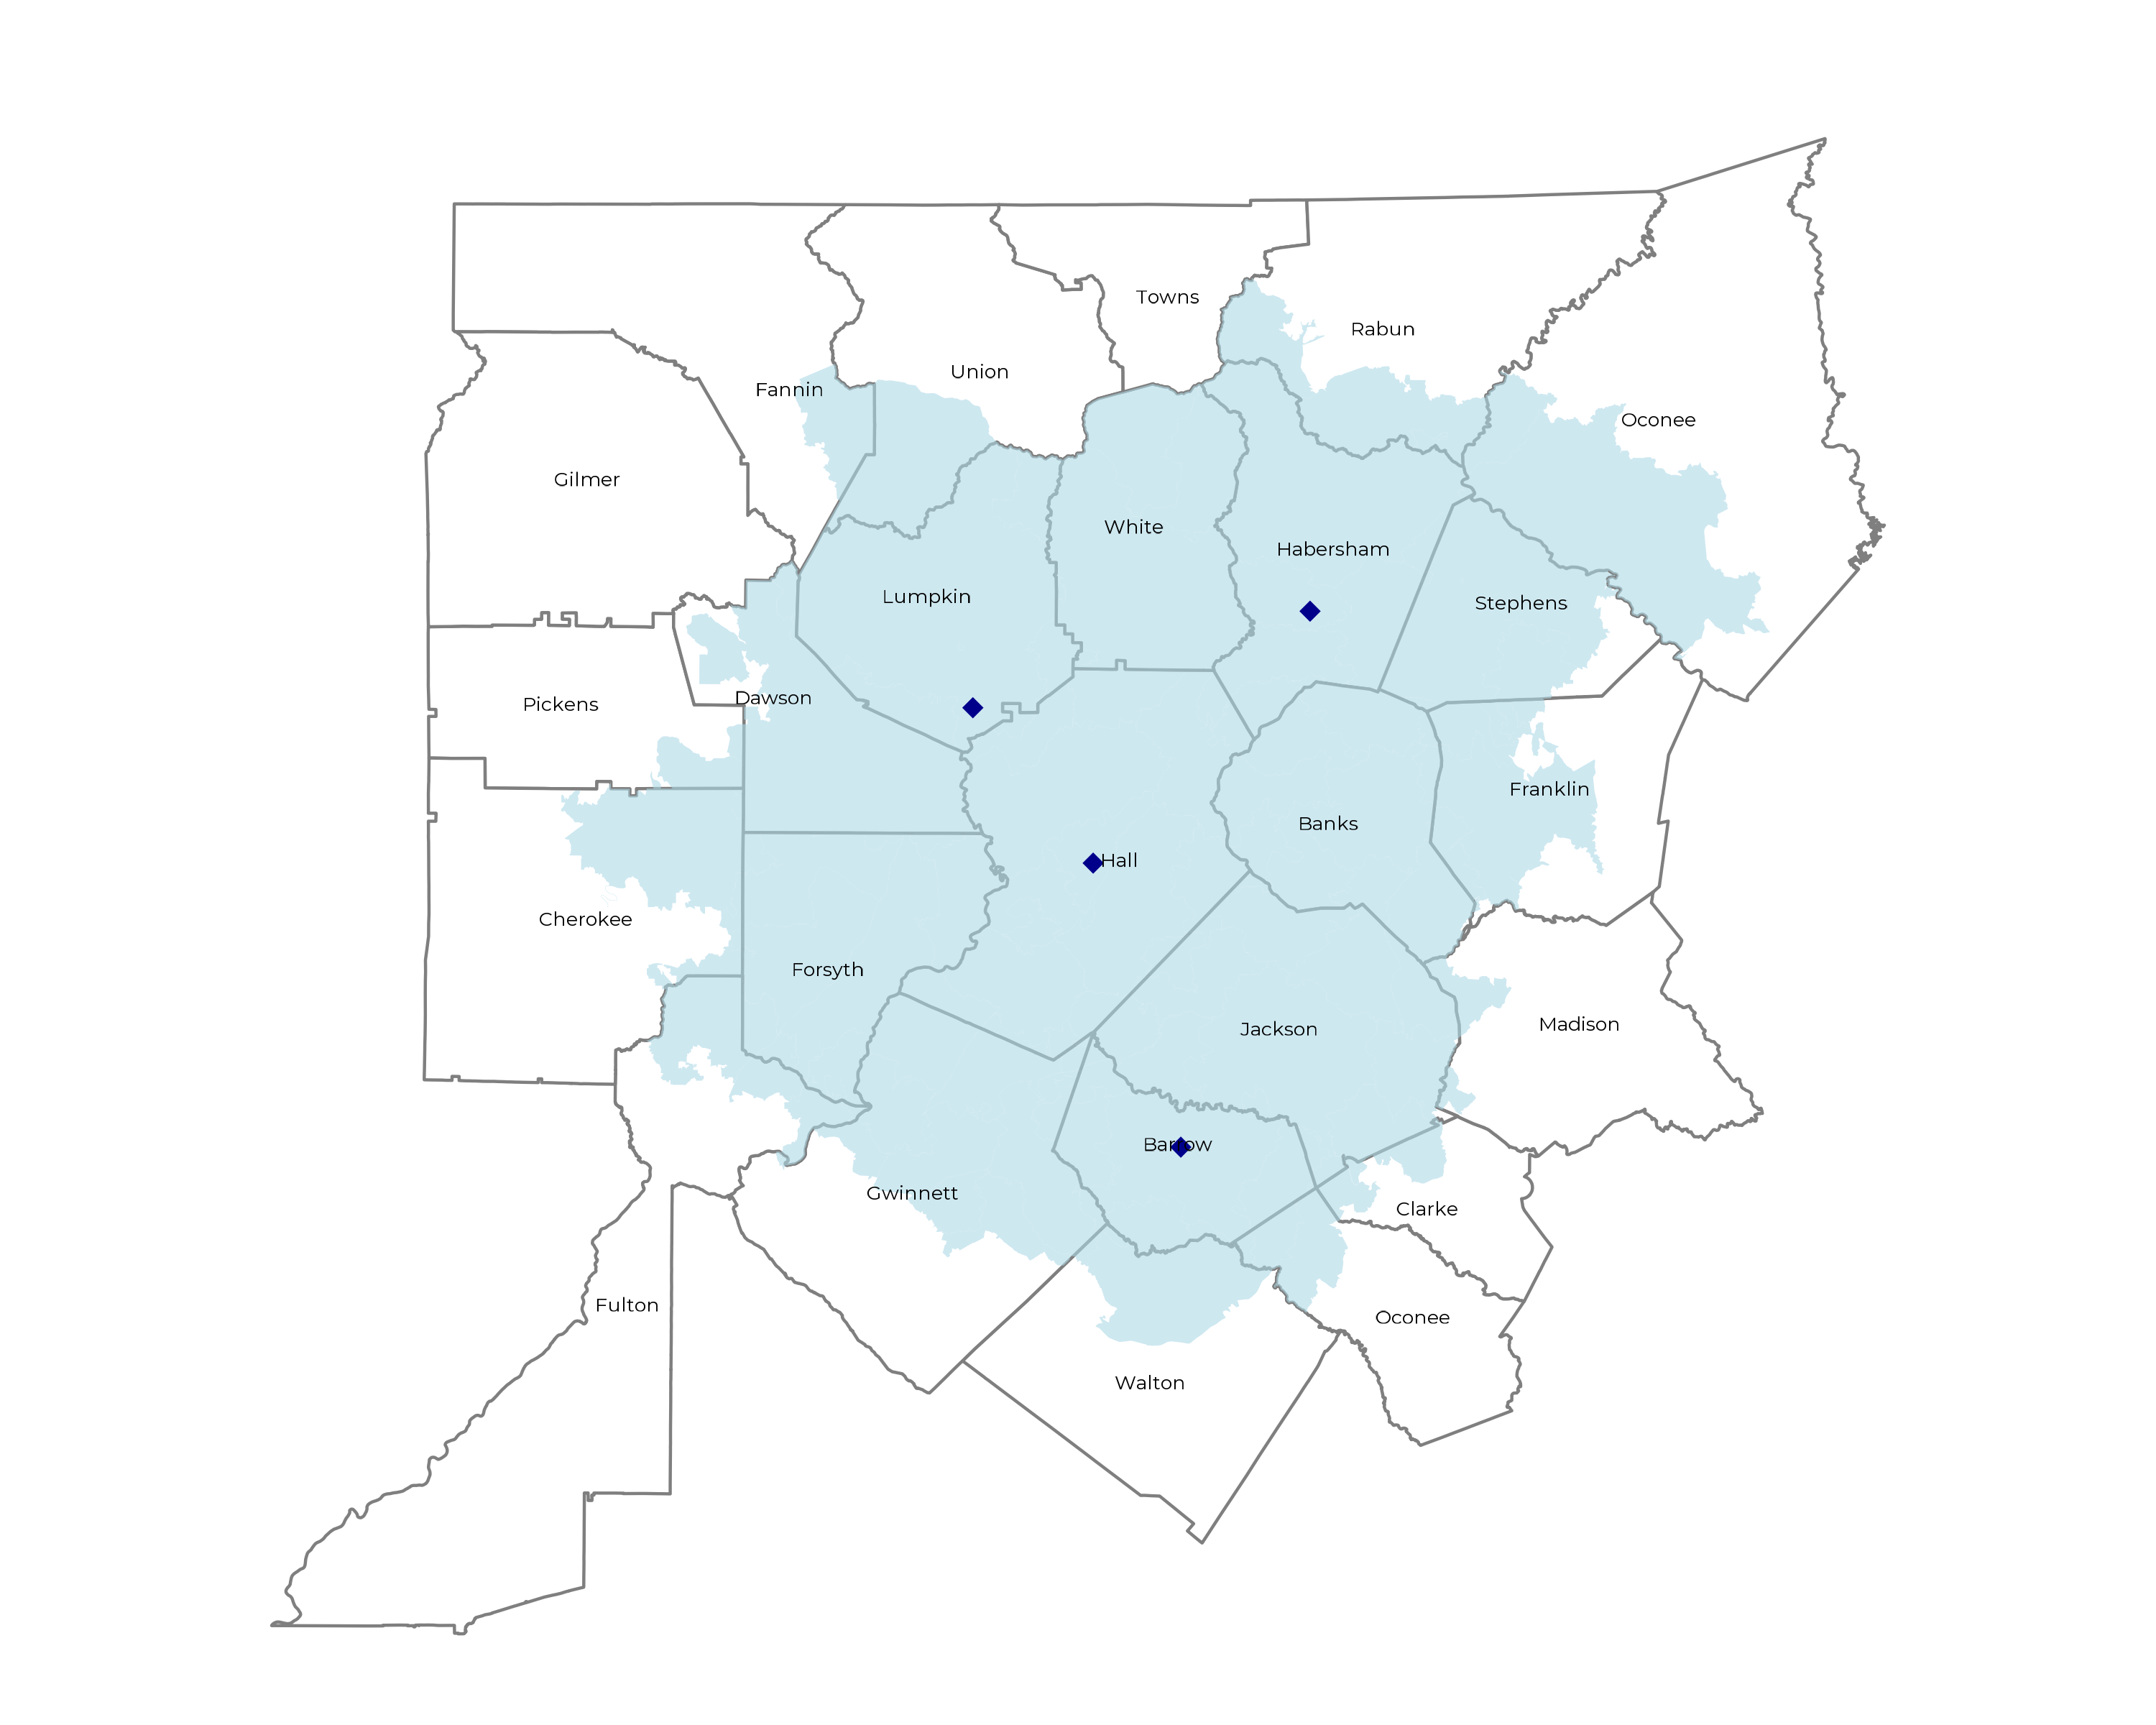 Towns
Rabun
Union
Fannin
Oconee
Gilmer
White
Habersham
Lumpkin
Stephens
Dawson
Pickens
Franklin
Banks
Hall
Cherokee
Forsyth
Madison
Jackson
Barrow
Gwinnett
Clarke
Fulton
Oconee
Walton